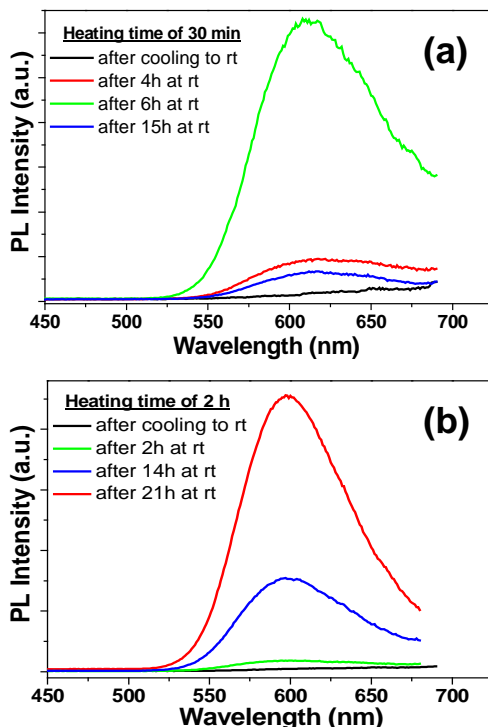 Heating time of 30 min
(a)
after cooling to rt
after 4h at rt
after 6h at rt
after 15h at rt
PL Intensity (a.u.)
450 500 550 600 650 700
Wavelength (nm)
Heating time of 2 h
(b)
after cooling to rt
after 2h at rt
after 14h at rt
after 21h at rt
PL Intensity (a.u.)
450 500 550 600 650 700
Wavelength (nm)